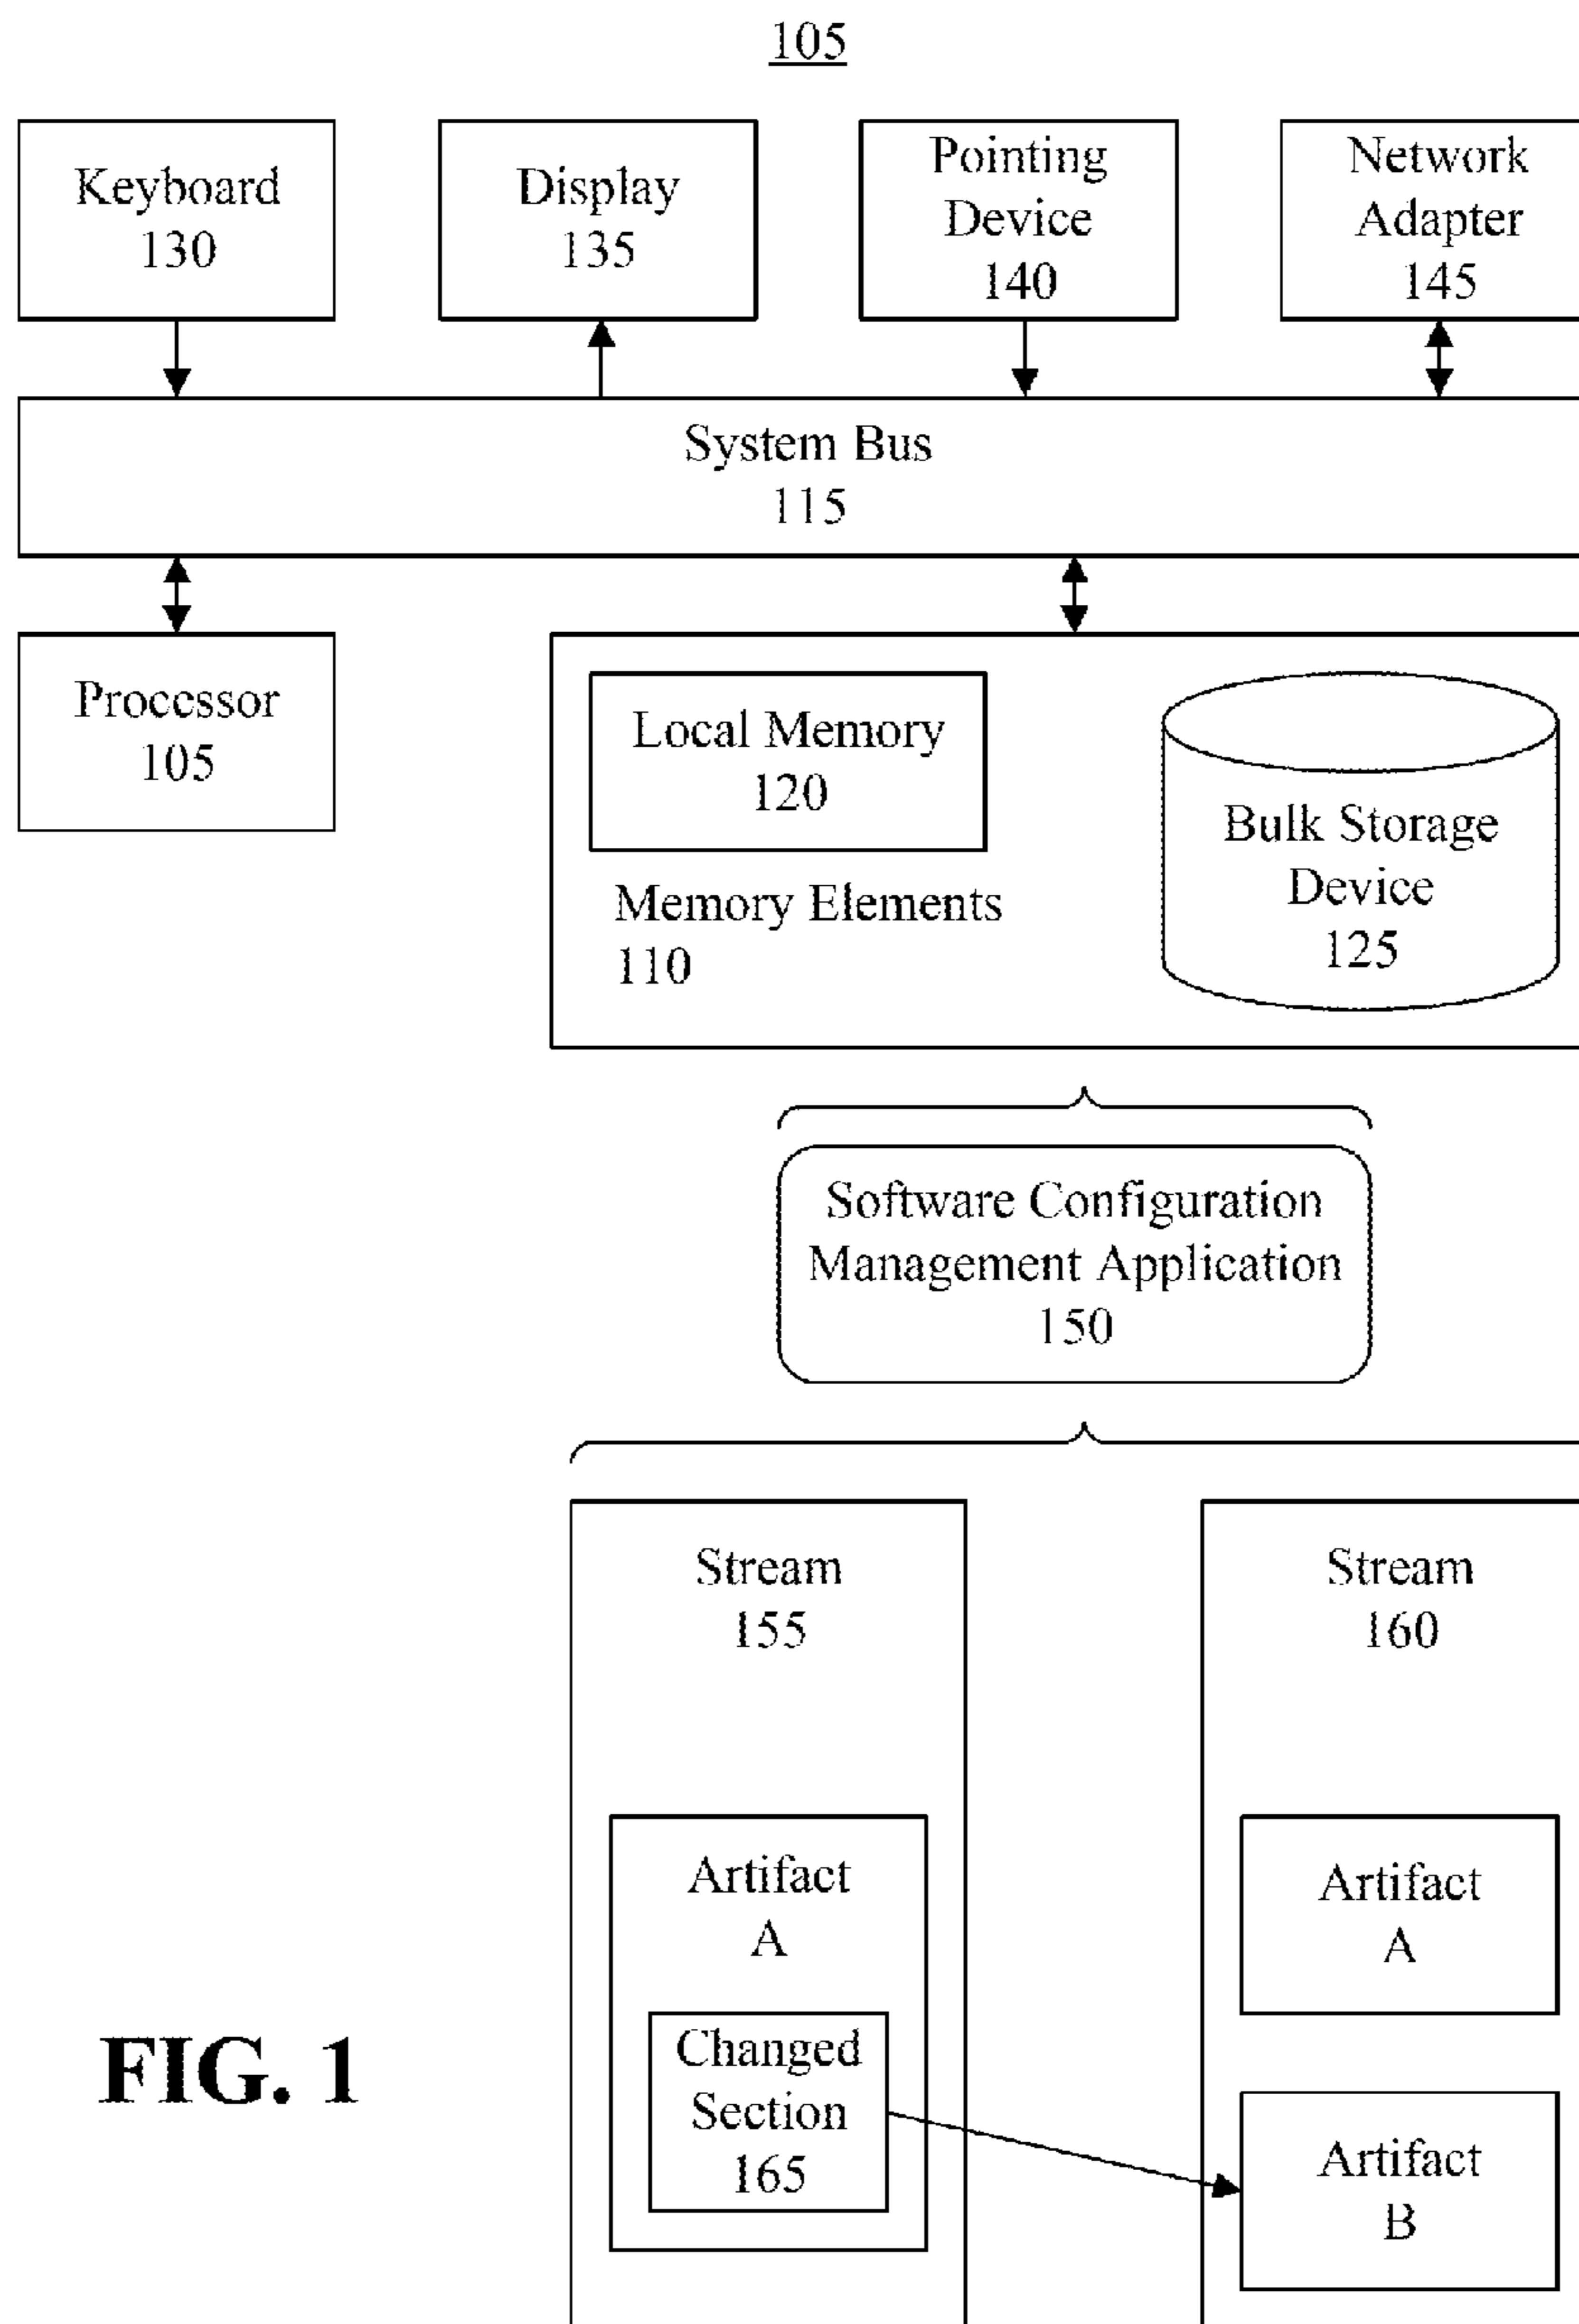 105
Keyboard
130
Display
135
Pointing
Device
140
Network
Adapter
145
System Bus
115
Processor
105
Local Memory
120
Memory Elements
110
Bulk Storage
Device
125
Software Configuration
Management Application
150
Stream
155
Artifact
A
Changed
Section
165
Stream
160
Artifact
A
Artifact
B
FIG. 1